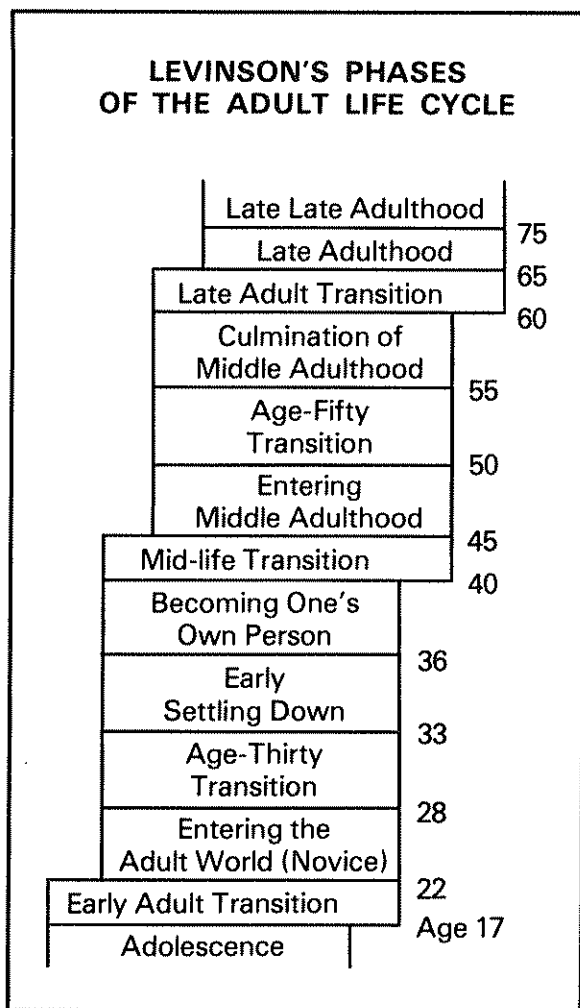 LEVINSON'S PHASES
OF THE ADULT LIFE CYCLE
Late Late Adulthood
75
Late Adulthood
65
Late Adult Transition
60
Culmination of
Middle Adulthood
55
Age-Fifty
Transition
50
Entering
Middle Adulthood
45
Mid-life Transition
40
Becoming One's
Own Person
36
Early
Settling Down
33
Age-Thirty
Transition
28
Entering the
Adult World (Novice)
22
Early Adult Transition
Age 17
Adolescence